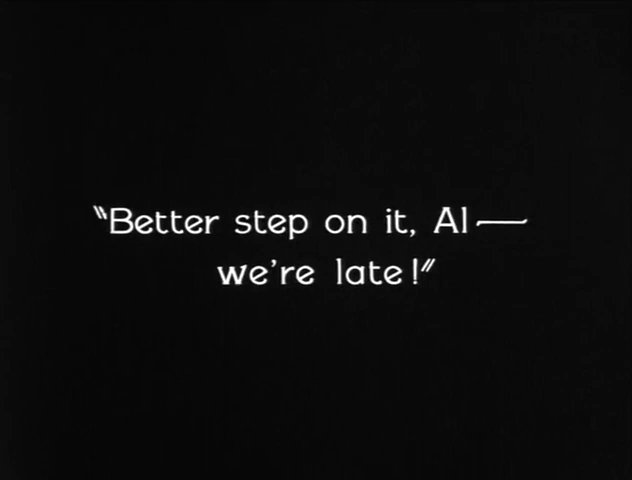 "Better step on it, Al—
we're late!"